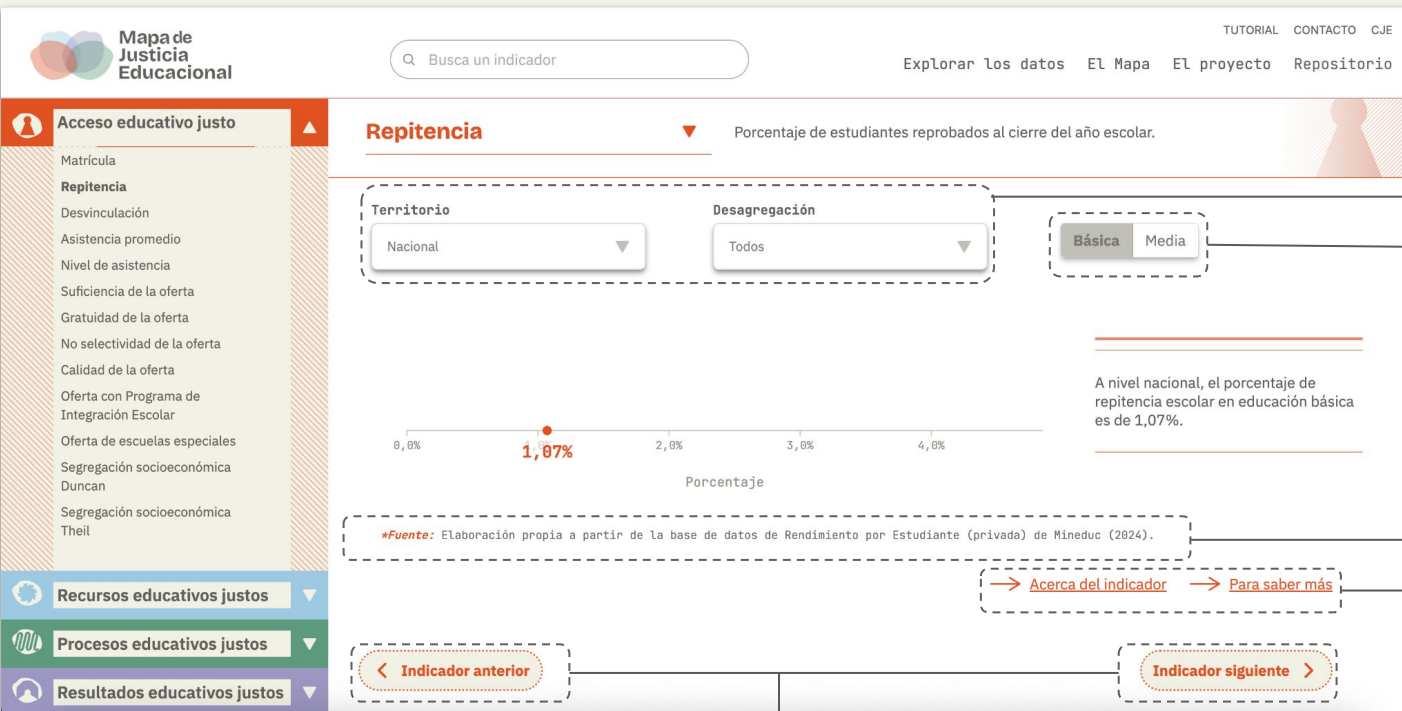 Mapa de
Justicia
Educacional
Busca un indicador
TUTORIAL CONTACTO CJE
Explorar los datos El Mapa El proyecto Repositorio
Acceso educativo justo
Matrícula
Repitencia
Desvinculación
Asistencia promedio
Nivel de asistencia
Suficiencia de la oferta
Gratuidad de la oferta
No selectividad de la oferta
Calidad de la oferta
Oferta con Programa de
Integración Escolar
Oferta de escuelas especiales
Segregación socioeconómica
Duncan
Segregación socioeconómica
Theil
Recursos educativos justos
Procesos educativos justos
Resultados educativos justos
Repitencia
Porcentaje de estudiantes reprobados al cierre del año escolar.
Territorio
Nacional
Desagregación
Todos
Básica Media
0,0% 1,0% 2,0% 3,0% 4,0%
1,07%
Porcentaje
A nivel nacional, el porcentaje de
repitencia escolar en educación básica
es de 1,07%.
*Fuente: Elaboración propia a partir de la base de datos de Rendimiento por Estudiante (privada) de Mineduc (2024).
Acerca del indicador Para saber más
Indicador anterior
Indicador siguiente